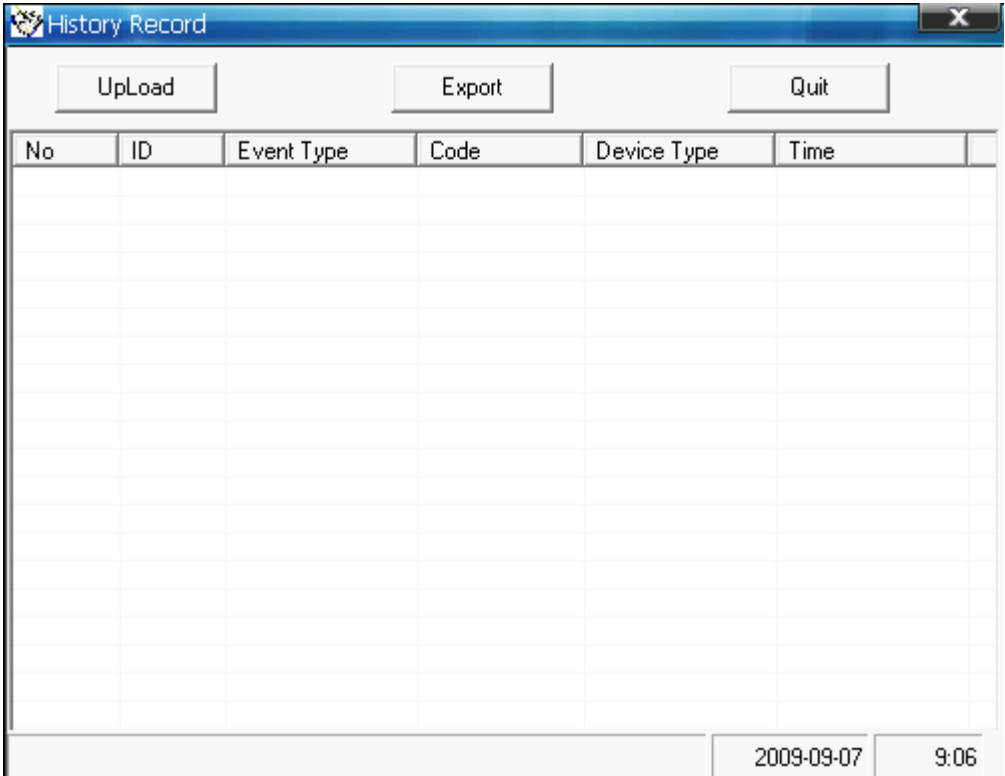 History Record
UpLoad Export Quit
No ID Event Type Code Device Type Time
2009-09-07 9:06